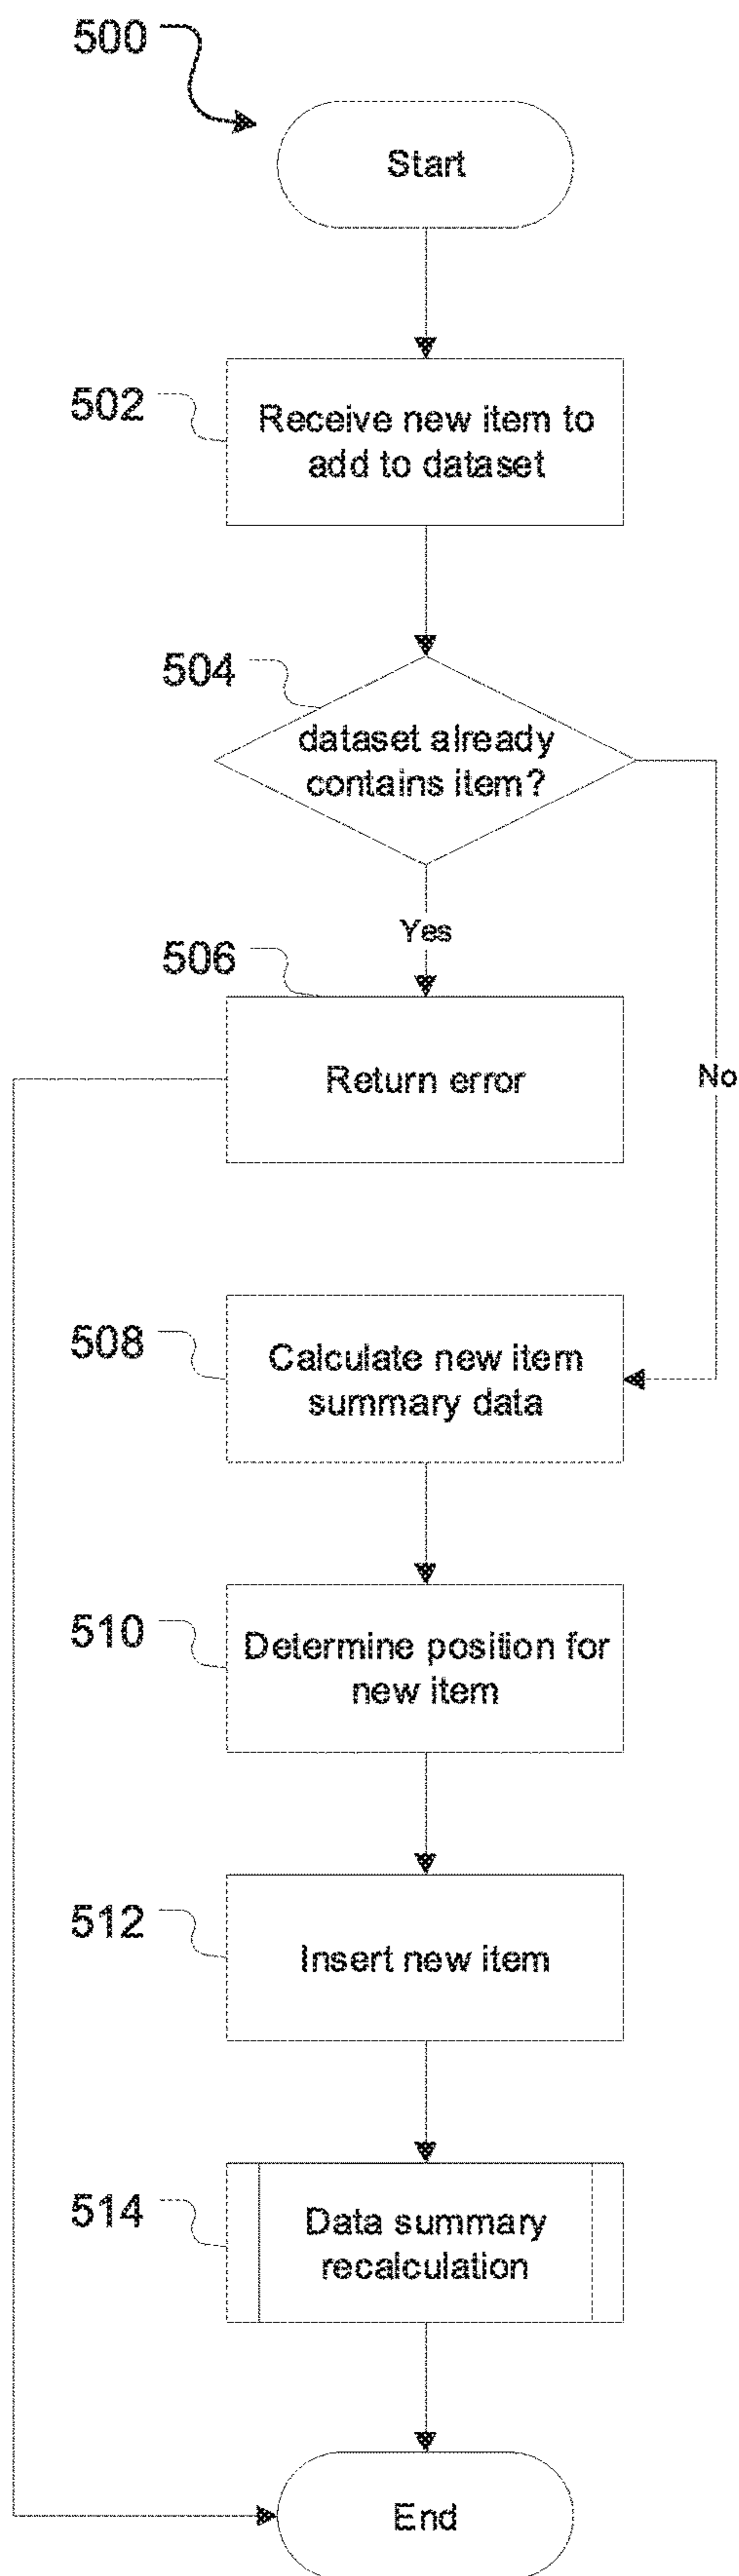 500
Start
502
Receive new item to
add to dataset
504
dataset already
contains item?
Yes
506
Return error
No
508
Calculate new item
summary data
510
Determine position for
new item
512
Insert new item
514
Data summary
recalculation
End